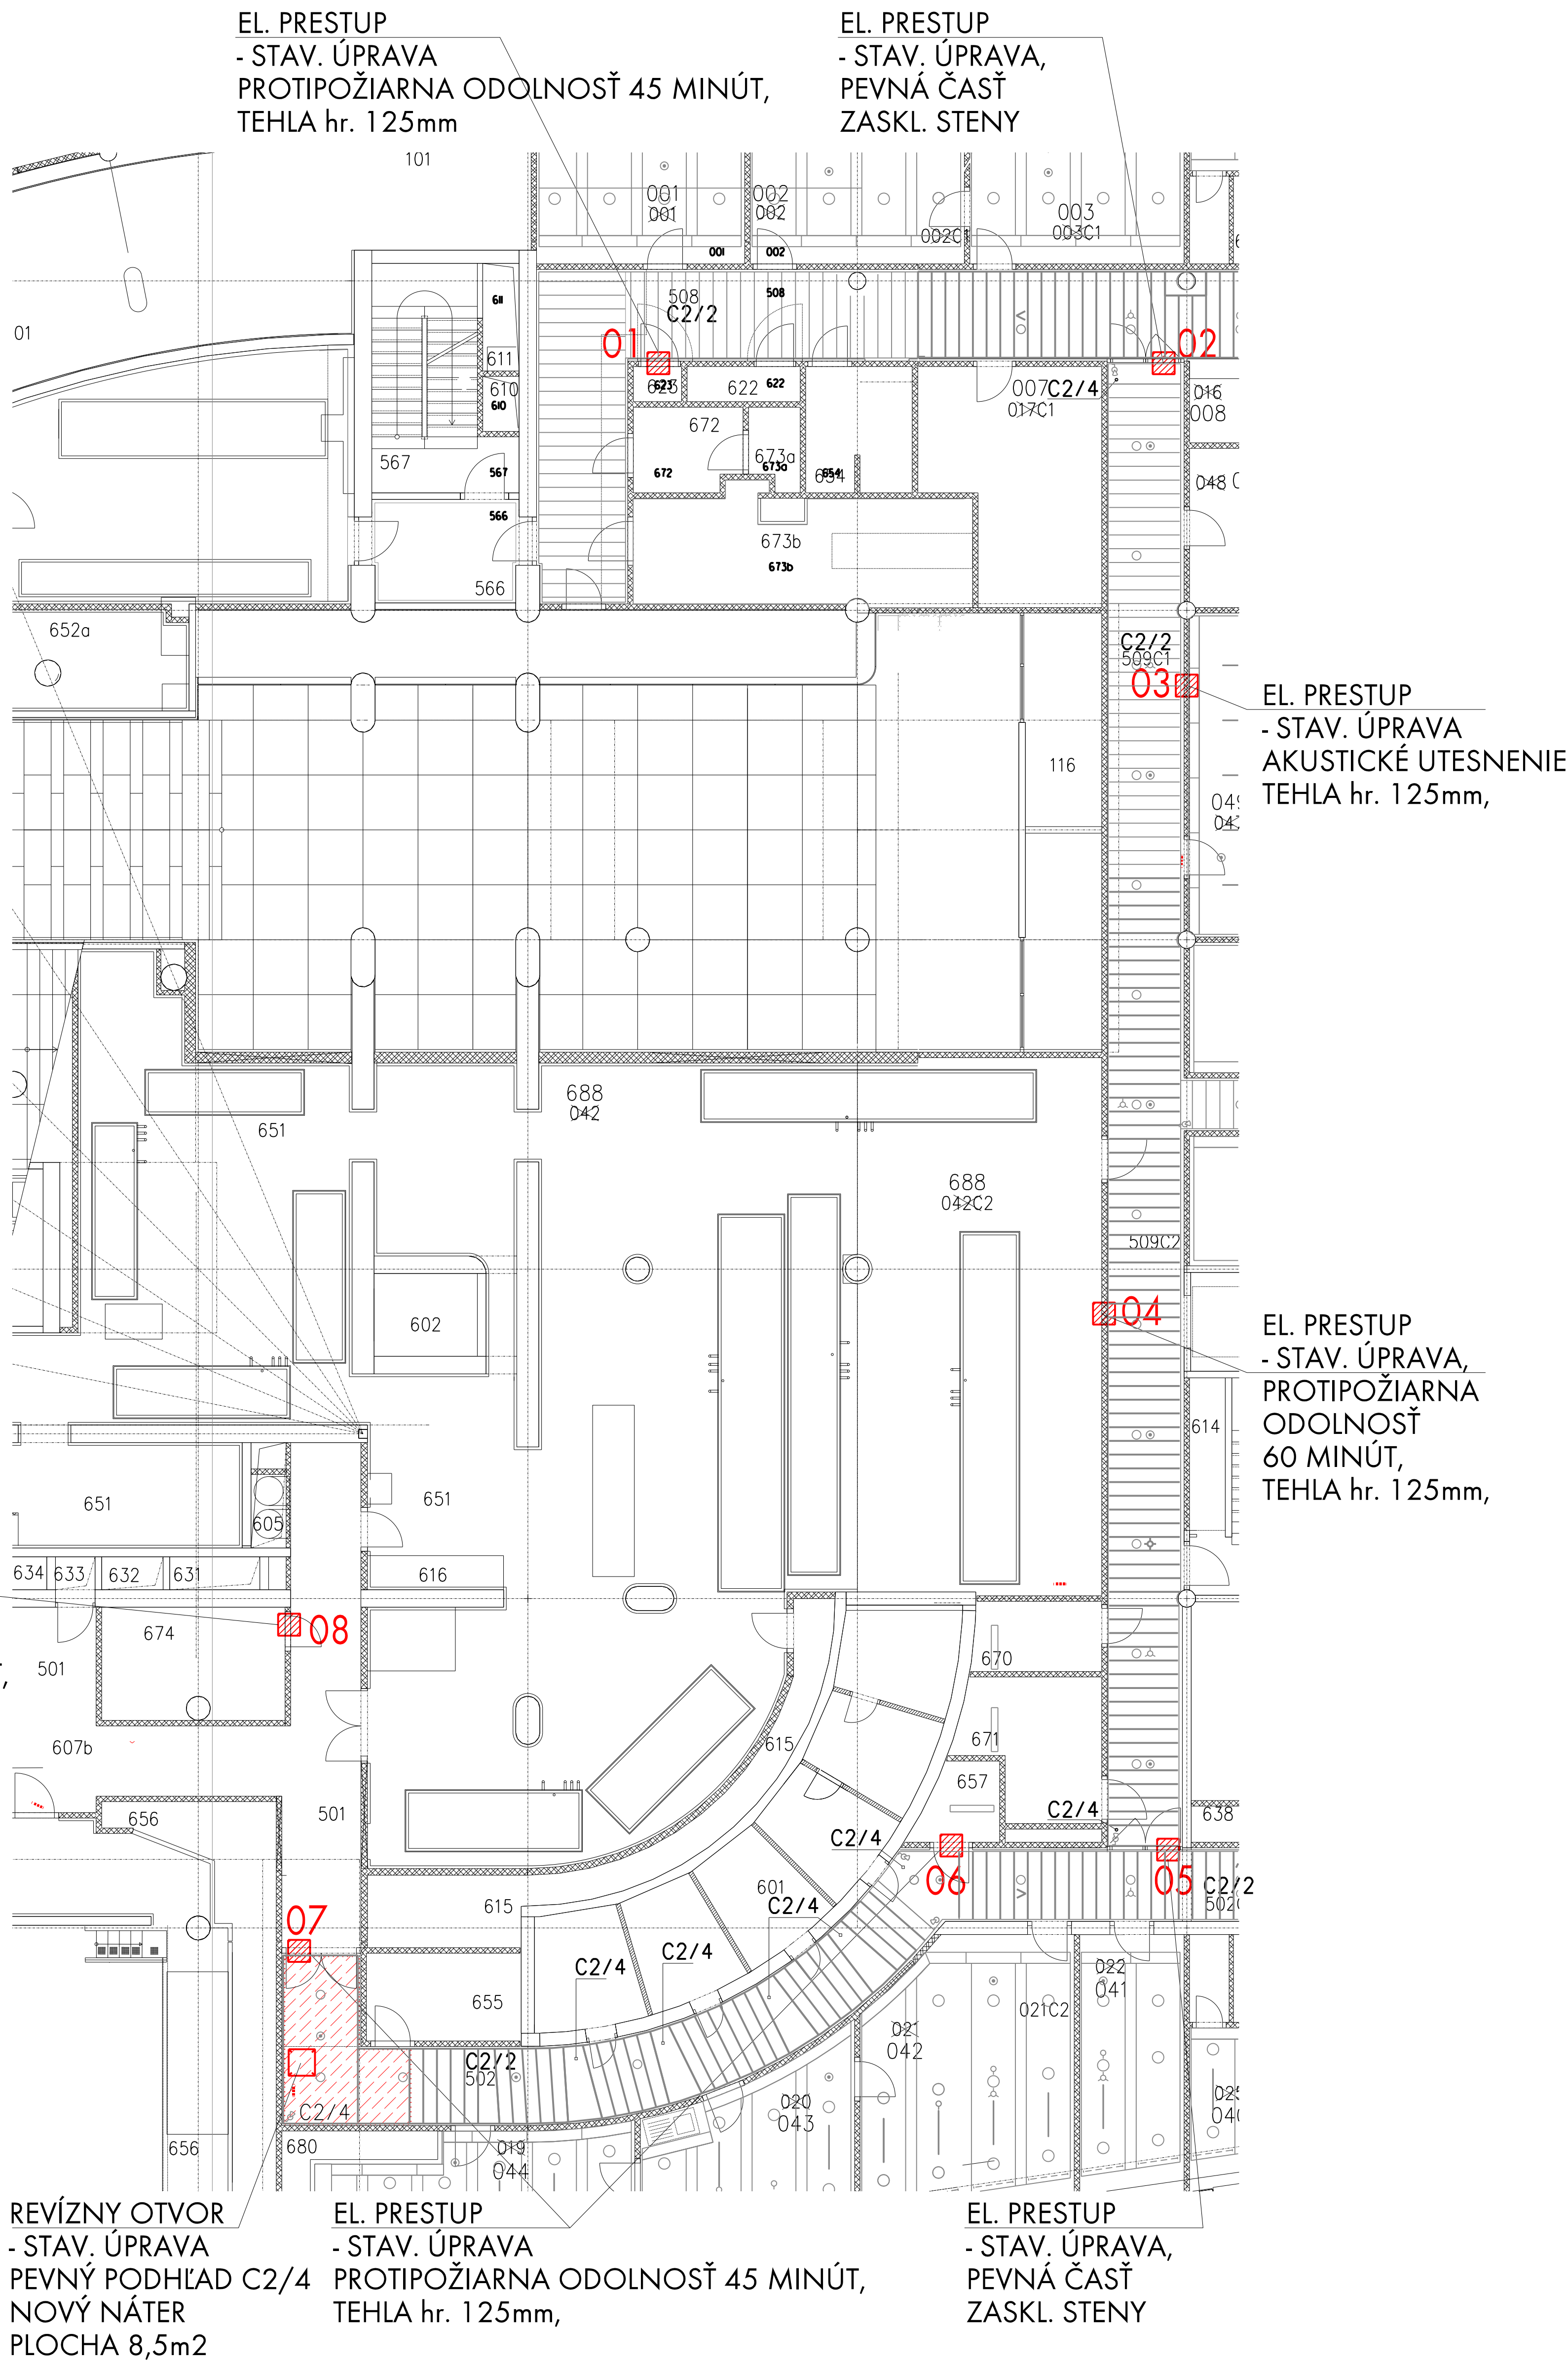 EL. PRESTUP
- STAV. ÚPRAVA
PROTIPOŽIARNA ODOLNOSŤ 45 MINÚT,
TEHLA hr. 125mm
EL. PRESTUP
- STAV. ÚPRAVA,
PEVNÁ ČASŤ
ZASKL. STENY
101
001
001
002
002
002C1
003
003C1
001
002
01
611
508
508
C2/2
01
02
611
610
610
623
622
622
007
C2/4
017C1
016
008
672
672
673a
673a
654
567
567
048
566
566
673b
673b
652a
C2/2
509C1
03
EL. PRESTUP
- STAV. ÚPRAVA
AKUSTICKÉ UTESNENIE
TEHLA hr. 125mm,
116
688
042
651
688
042C2
509C2
04
602
EL. PRESTUP
- STAV. ÚPRAVA,
PROTIPOŽIARNA
ODOLNOSŤ
60 MINÚT,
TEHLA hr. 125mm,
614
651
605
651
634
633
632
631
616
674
08
501
670
607b
615
671
657
C2/4
638
656
501
C2/4
06
05
C2/2
615
601
C2/4
07
C2/4
C2/4
655
022
041
021C2
042
C2/2
502
C2/4
020
043
656
680
019
044
REVÍZNY OTVOR
- STAV. ÚPRAVA
PEVNÝ PODHĽAD C2/4
NOVÝ NÁTER
PLOCHA 8,5m2
EL. PRESTUP
- STAV. ÚPRAVA
PROTIPOŽIARNA ODOLNOSŤ 45 MINÚT,
TEHLA hr. 125mm,
EL. PRESTUP
- STAV. ÚPRAVA,
PEVNÁ ČASŤ
ZASKL. STENY